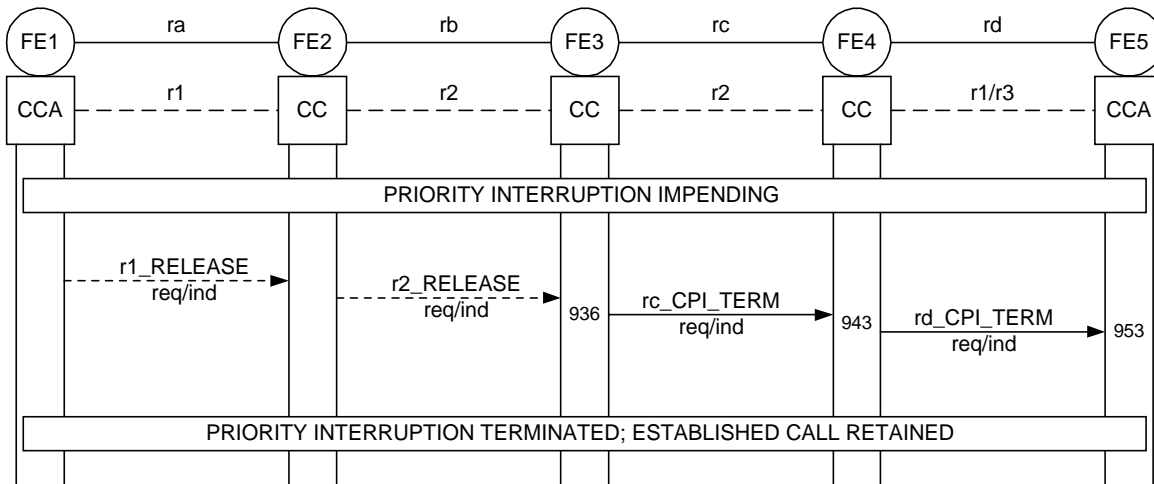 FE1 ra FE2 rb FE3 rc FE4 rd FE5
CCA r1 CC r2 CC r2 CC r1/r3 CCA
PRIORITY INTERRUPTION IMPENDING
r1_RELEASE
req/ind
r2_RELEASE
req/ind
936
rc_CPI_TERM
req/ind
943
rd_CPI_TERM
req/ind
953
PRIORITY INTERRUPTION TERMINATED; ESTABLISHED CALL RETAINED